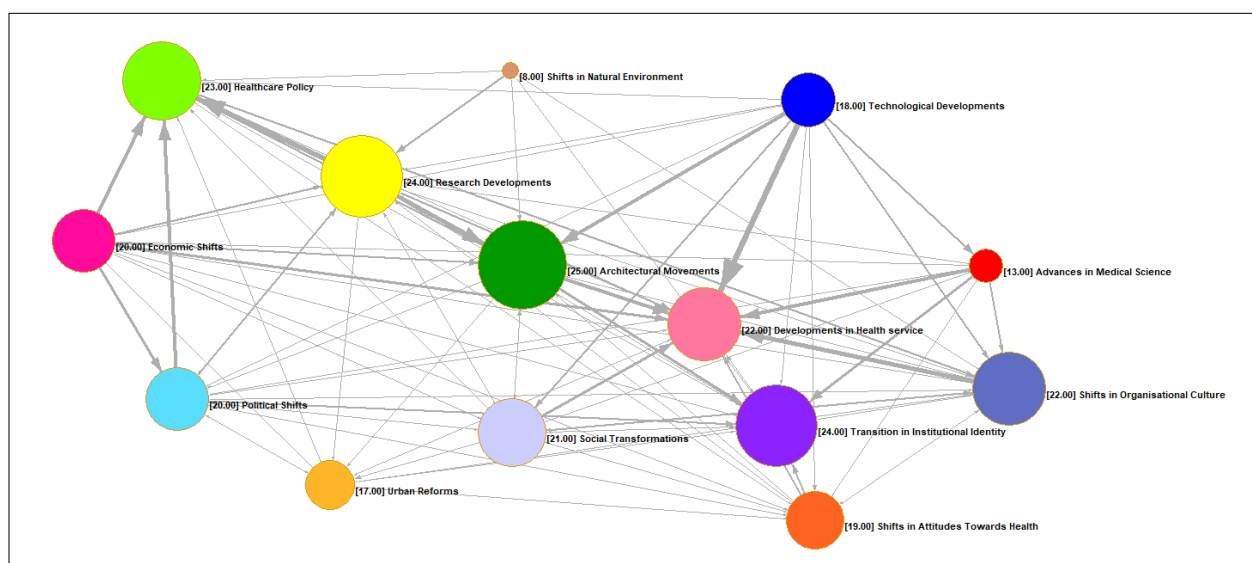 [8.00] Shifts in Natural Environment
[23.00] Healthcare Policy
[18.00] Technological Developments
[24.00] Research Developments
[20.00] Economic Shifts
[25.00] Architectural Movements
[13.00] Advances in Medical Science
[22.00] Developments in Health service
[22.00] Shifts in Organisational Culture
[20.00] Political Shifts
[24.00] Transition in Institutional Identity
[21.00] Social Transformations
[17.00] Urban Reforms
[19.00] Shifts in Attitudes Towards Health